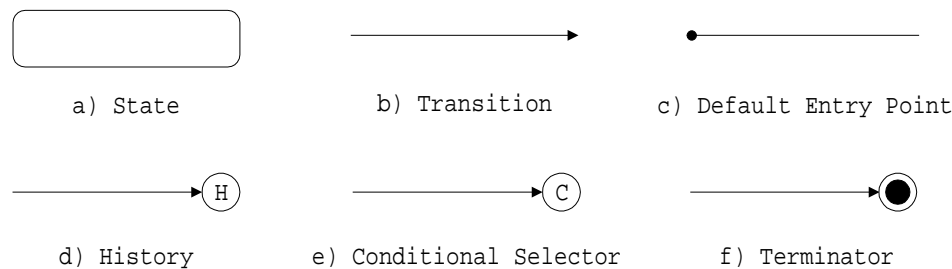 a) State
b) Transition
c) Default Entry Point
H
C
d) History
e) Conditional Selector
f) Terminator